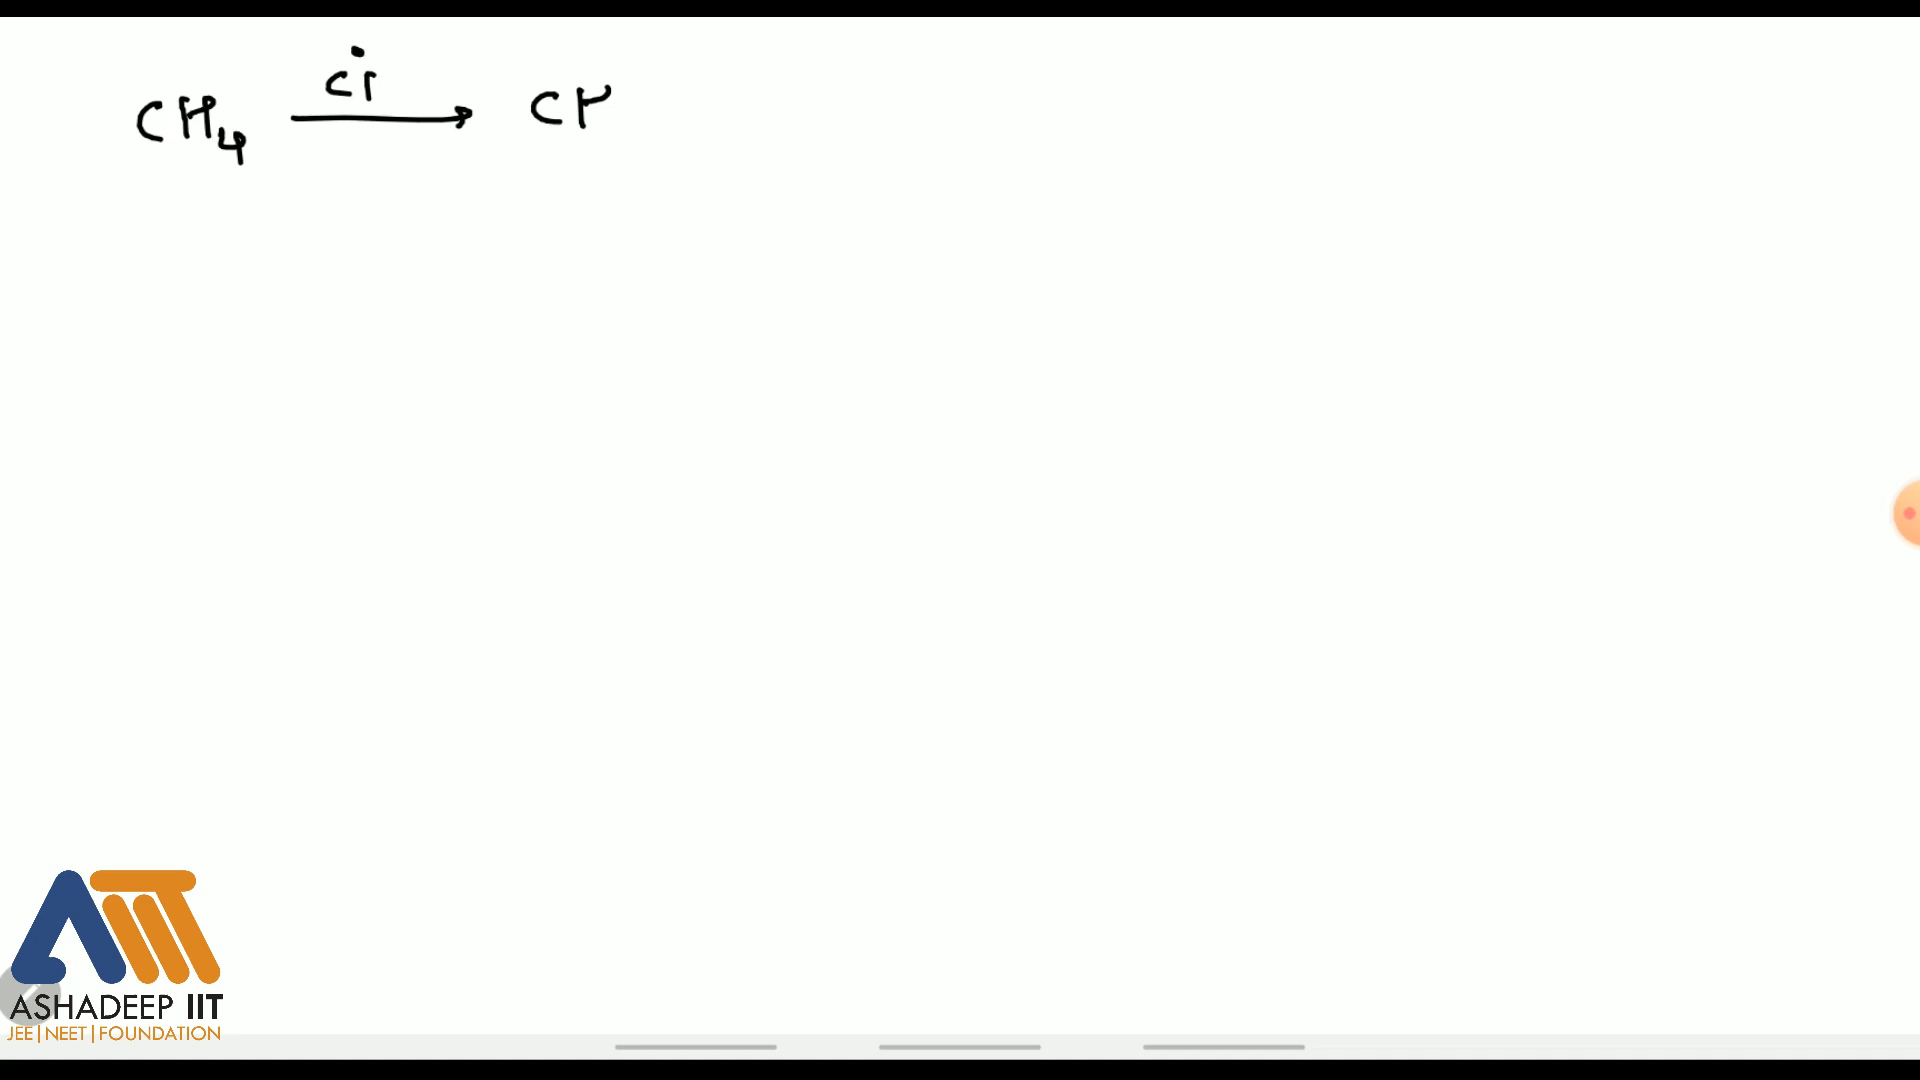 CH₄ —Cl•→ CH
ASHADEEP IIT
JEE|NEET|FOUNDATION